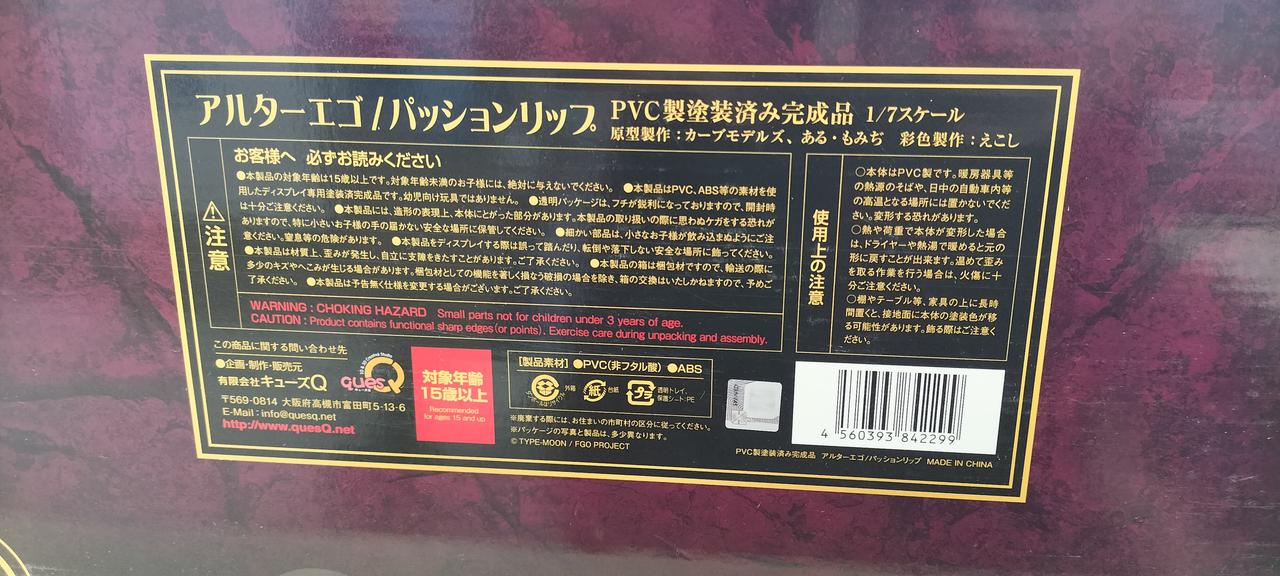 アルターエゴ/パッションリップ PVC製塗装済み完成品 1/7スケール
原型製作：カーブモデルズ、ある・もみぢ 彩色製作：えこし
⚠注意
お客様へ 必ずお読みください
●本製品の対象年齢は15歳以上です。対象年齢未満のお子様には、絶対に与えないでください。 ●本製品はPVC、ABS等の素材を使
用したディスプレイ専用塗装済完成品です。幼児向け玩具ではありません。 ●透明パッケージは、フチが鋭利になっておりますので、開封時
は十分ご注意ください。 ●本製品には、造形の表現上、本体にとがった部分があります。本製品の取り扱いの際に思わぬケガをする恐れが
ありますので、特に小さいお子様の手の届かない安全な場所に保管してください。 ●細かい部品は、小さなお子様が飲み込まぬようにご注
意ください。窒息等の危険があります。 ●本製品をディスプレイする際は誤って踏んだり、転倒や落下しない安全な場所に飾ってください。
●本製品は材質上、歪みが発生し、自立に支障をきたすことがあります。ご了承ください。 ●本製品の箱は梱包材ですので、輸送の際に
多少のキズやへこみが生じる場合があります。梱包材としての機能を著しく損なう破損の場合を除き、箱の交換はいたしかねますので、予めご
了承ください。 ●本製品は予告無く仕様を変更する場合がございます。ご了承ください。
WARNING : CHOKING HAZARD Small parts not for children under 3 years of age.
CAUTION : Product contains functional sharp edges(or points). Exercise care during unpacking and assembly.
使用上の注意
○本体はPVC製です。暖房器具等
の熱源のそばや、日中の自動車内等
の高温となる場所には置かないでくだ
さい。変形する恐れがあります。
○熱や荷重で本体が変形した場合
は、ドライヤーや熱湯で暖めると元の
形に戻すことが出来ます。温めて歪み
を取る作業を行う場合は、火傷に十
分ご注意ください。
○棚やテーブル等、家具の上に長時
間置くと、接地面に本体の塗装色が移
る可能性があります。飾る際はご注意く
ださい。
この商品に関する問い合わせ先
●企画・制作・販売元
有限会社キューズQ
quesQ
〒569-0814 大阪府高槻市富田町5-13-6
E-Mail : info@quesq.net
http://www.quesQ.net
対象年齢
15歳以上
Recommended
for ages 15 and up
[製品素材] ●PVC(非フタル酸) ●ABS
外箱
紙 台紙
プラ 透明トレイ
保護シート:PE
※廃棄する際には、お住まいの市町村の区分に従ってください。
※パッケージの写真と製品は、多少異なります。
© TYPE-MOON / FGO PROJECT
4 560393 842299
PVC製塗装済み完成品 アルターエゴ/パッションリップ MADE IN CHINA